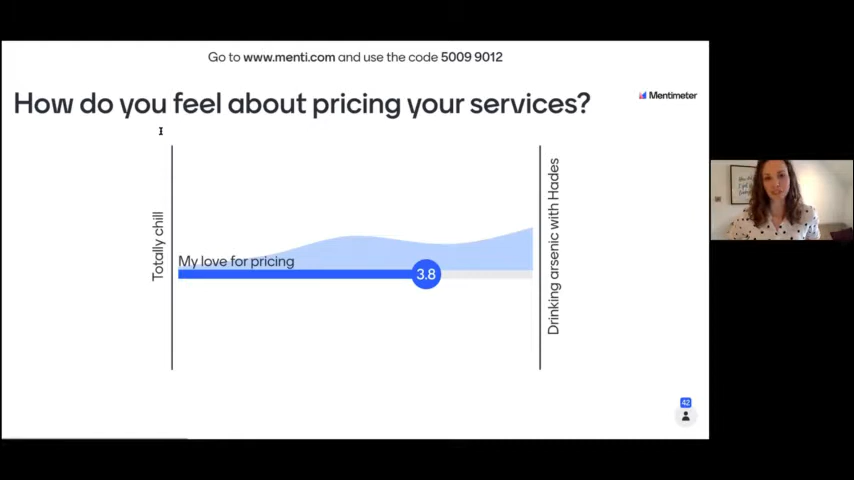 Go to www.menti.com and use the code 5009 9012
How do you feel about pricing your services?
Mentimeter
Totally chill
My love for pricing
3.8
Drinking arsenic with Hades
42